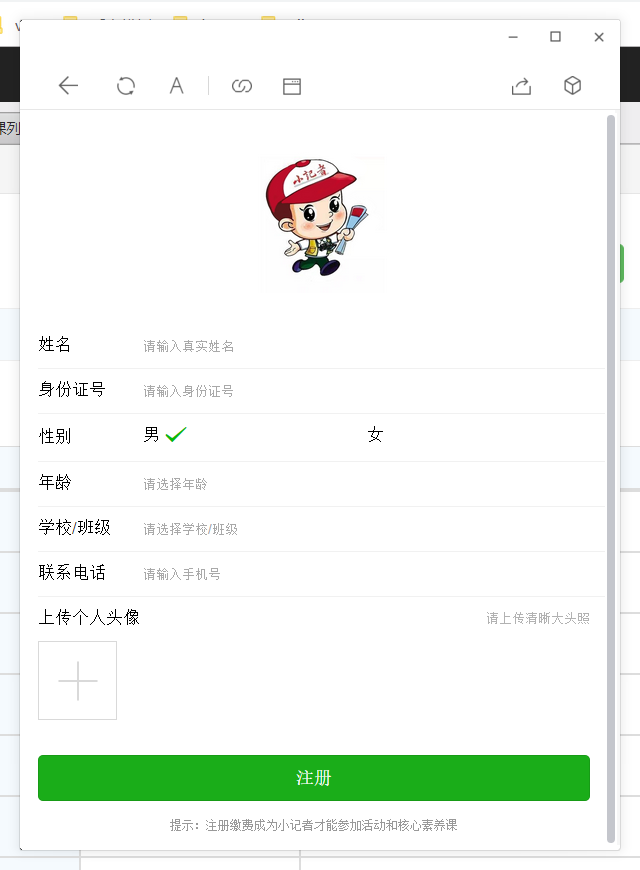 课列
小记者
姓名 请输入真实姓名
身份证号 请输入身份证号
性别 男 女
年龄 请选择年龄
学校/班级 请选择学校/班级
联系电话 请输入手机号
上传个人头像 请上传清晰大头照
注册
提示：注册缴费成为小记者才能参加活动和核心素养课